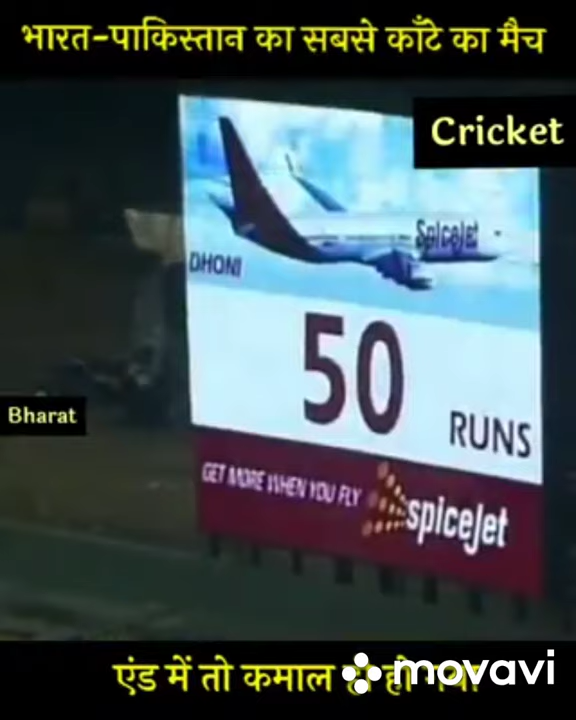 भारत-पाकिस्तान का सबसे काँटे का मैच
Cricket
SpiceJet
DHONI
50
RUNS
Bharat
GET MORE WHEN YOU FLY
spiceJet
एंड में तो कमाल
movavi